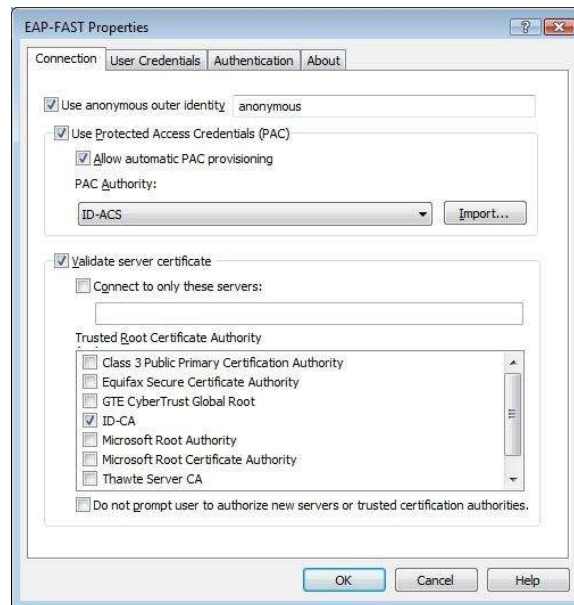 EAP-FAST Properties
Connection User Credentials Authentication About
Use anonymous outer identity anonymous
Use Protected Access Credentials (PAC)
Allow automatic PAC provisioning
PAC Authority:
ID-ACS Import...
Validate server certificate
Connect to only these servers:
Trusted Root Certificate Authority
Class 3 Public Primary Certification Authority
Equifax Secure Certificate Authority
GTE CyberTrust Global Root
ID-CA
Microsoft Root Authority
Microsoft Root Certificate Authority
Thawte Server CA
Do not prompt user to authorize new servers or trusted certification authorities.
OK Cancel Help